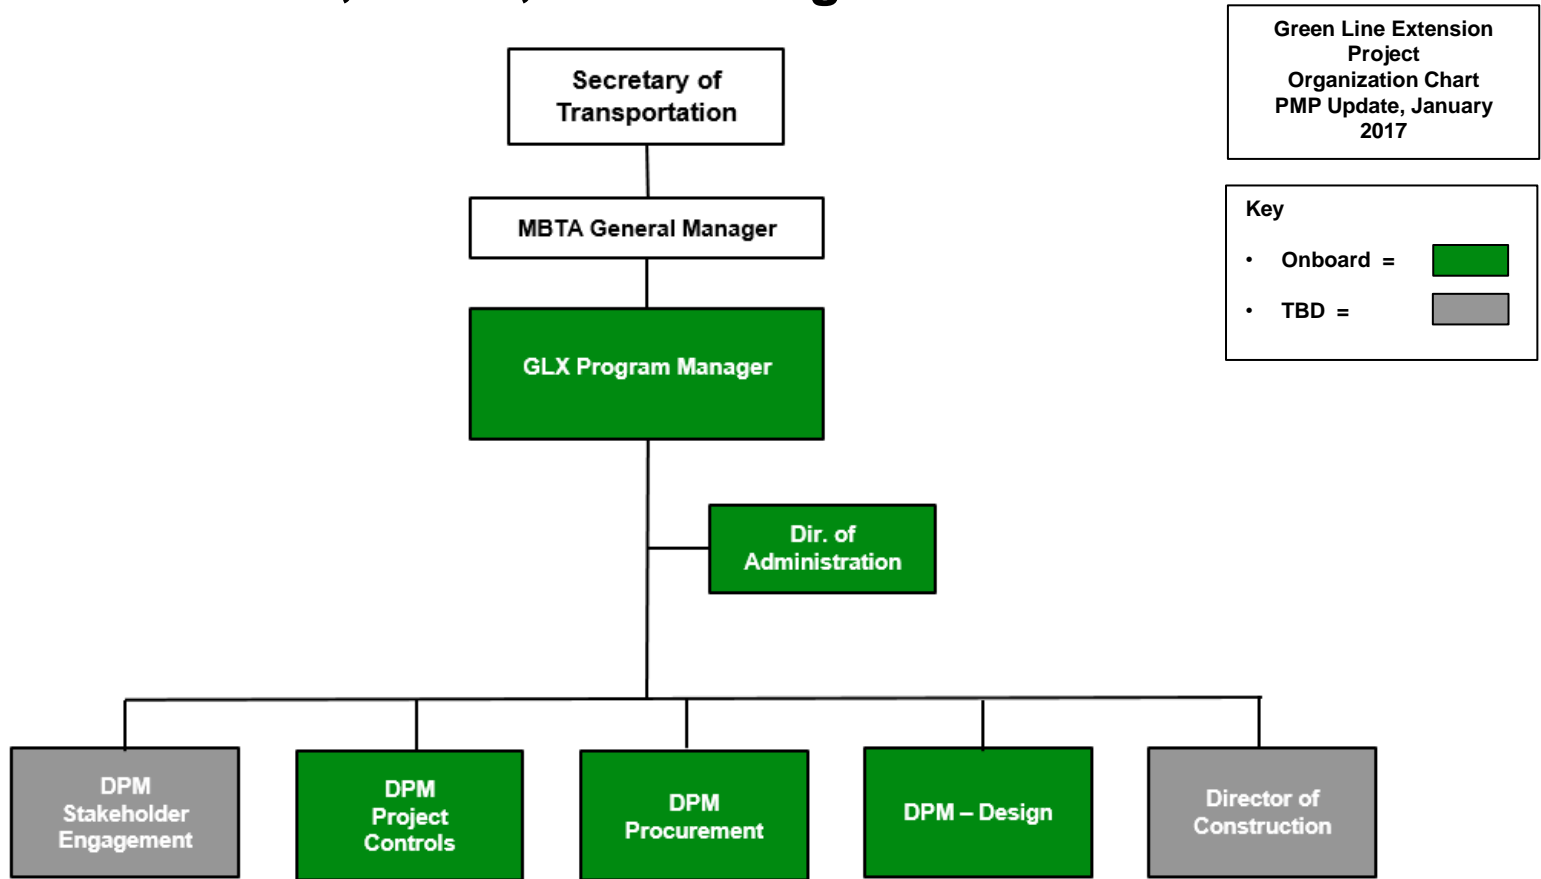 Secretary of
Transportation
MBTA General Manager
GLX Program Manager
Dir. of
Administration
DPM
Stakeholder
Engagement
DPM
Project
Controls
DPM
Procurement
DPM – Design
Director of
Construction
Green Line Extension
Project
Organization Chart
PMP Update, January
2017
Key
• Onboard =
• TBD =